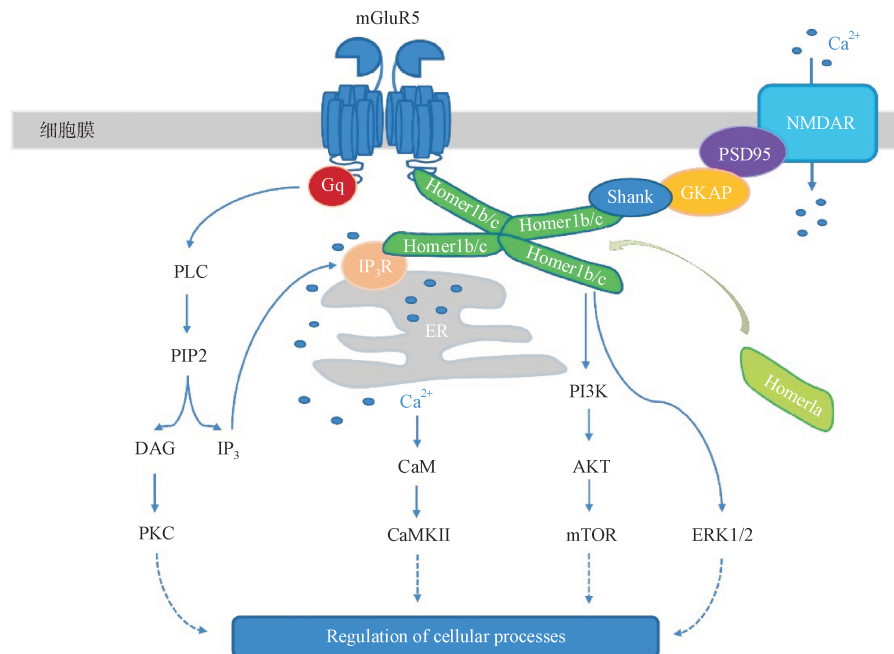 mGluR5
Ca²⁺
细胞膜
NMDAR
PSD95
Gq
Homer1b/c
Shank
GKAP
Homer1b/c
Homer1b/c
Homer1b/c
IP₃R
PLC
ER
PIP2
Homer1a
Ca²⁺
PI3K
DAG
IP₃
CaM
AKT
PKC
CaMKII
mTOR
ERK1/2
Regulation of cellular processes